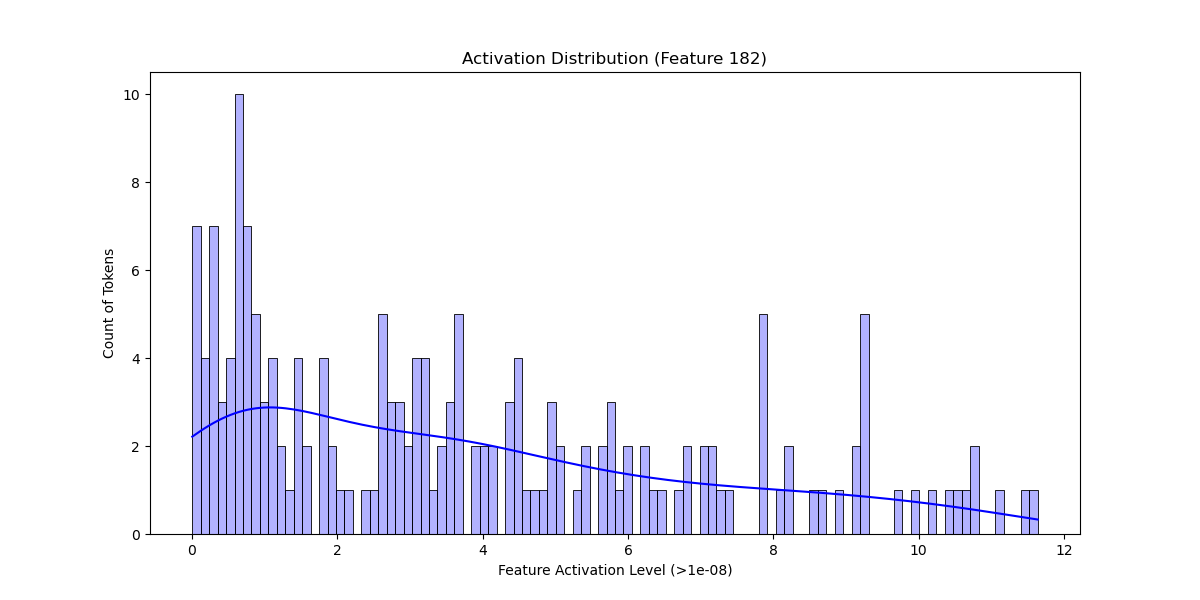 Activation Distribution (Feature 182)
10
8
6
4
2
0
Count of Tokens
0 2 4 6 8 10 12
Feature Activation Level (>1e-08)